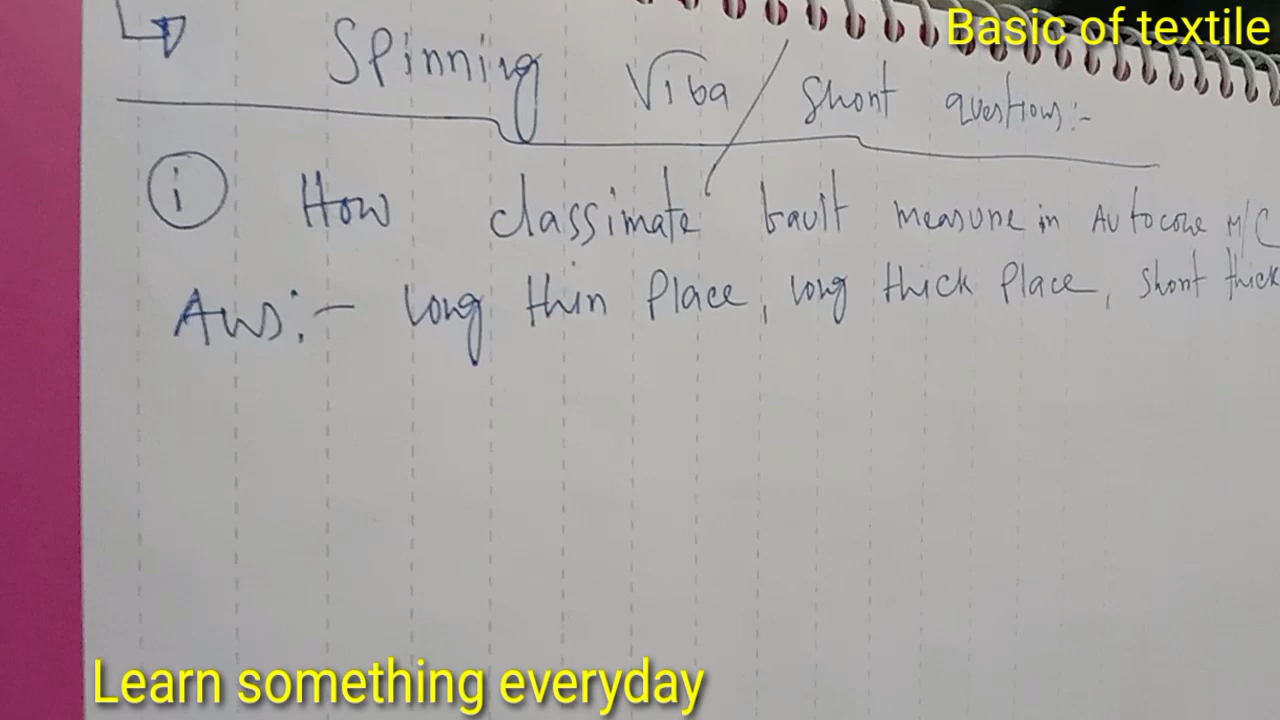 Basic of textile
↳ Spinning Viba / Short questions:-
(i) How classimate fault measure in Autocone M/C
Ans:- long thin Place, long thick Place, Short thick
Learn something everyday